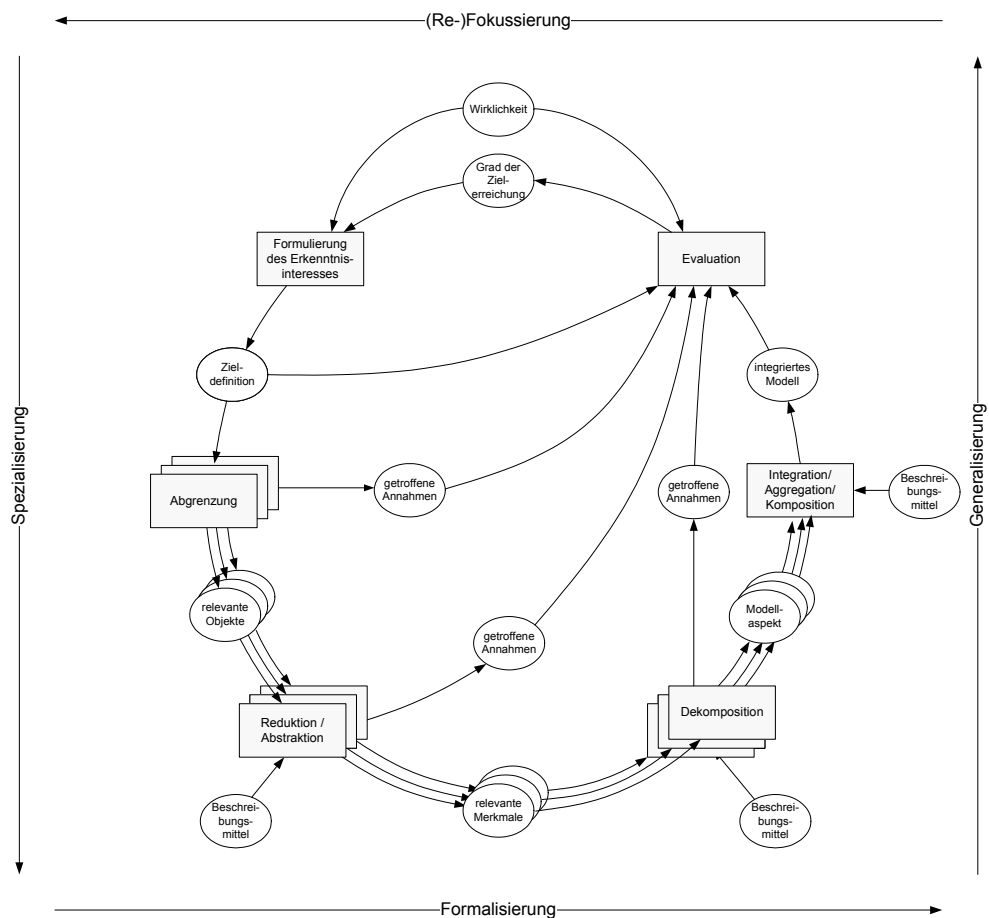 (Re-)Fokussierung
Wirklichkeit
Grad der
Ziel-
erreichung
Formulierung
des Erkenntnis-
interesses
Evaluation
Ziel-
definition
integriertes
Modell
Spezialisierung
Generalisierung
Abgrenzung
getroffene
Annahmen
getroffene
Annahmen
Integration/
Aggregation/
Komposition
Beschrei-
bungs-
mittel
relevante
Objekte
Modell-
aspekt
getroffene
Annahmen
Reduktion /
Abstraktion
Dekomposition
Beschrei-
bungs-
mittel
relevante
Merkmale
Beschrei-
bungs-
mittel
Formalisierung